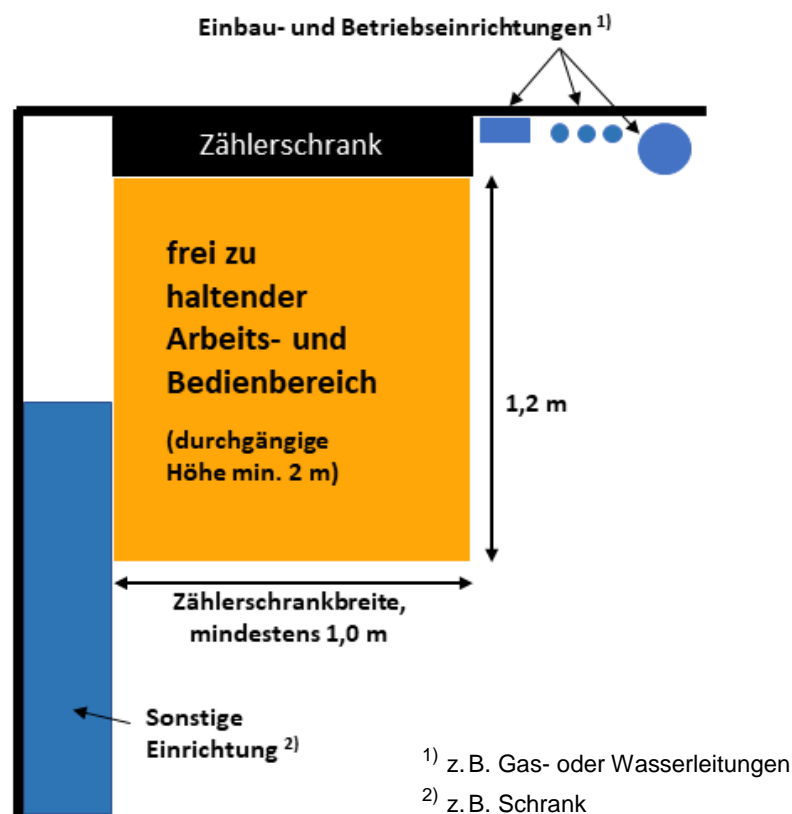 Einbau- und Betriebseinrichtungen 1)
Zählerschrank
frei zu
haltender
Arbeits- und
Bedienbereich
(durchgängige
Höhe min. 2 m)
1,2 m
Zählerschrankbreite,
mindestens 1,0 m
Sonstige
Einrichtung 2)
1) z.B. Gas- oder Wasserleitungen
2) z.B. Schrank